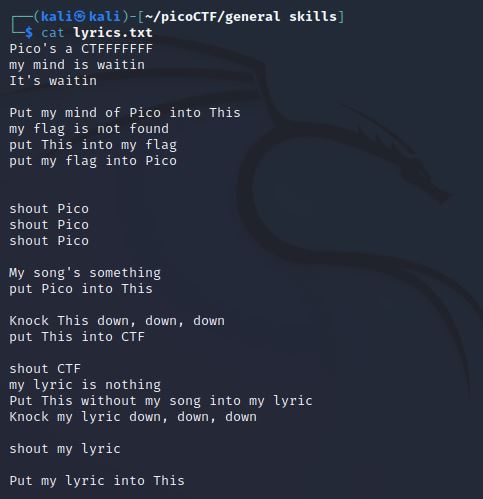 ┌──(kali㉿kali)-[~/picoCTF/general skills]
└─$ cat lyrics.txt
Pico's a CTFFFFFFF
my mind is waitin
It's waitin

Put my mind of Pico into This
my flag is not found
put This into my flag
put my flag into Pico


shout Pico
shout Pico
shout Pico

My song's something
put Pico into This

Knock This down, down, down
put This into CTF

shout CTF
my lyric is nothing
Put This without my song into my lyric
Knock my lyric down, down, down

shout my lyric

Put my lyric into This